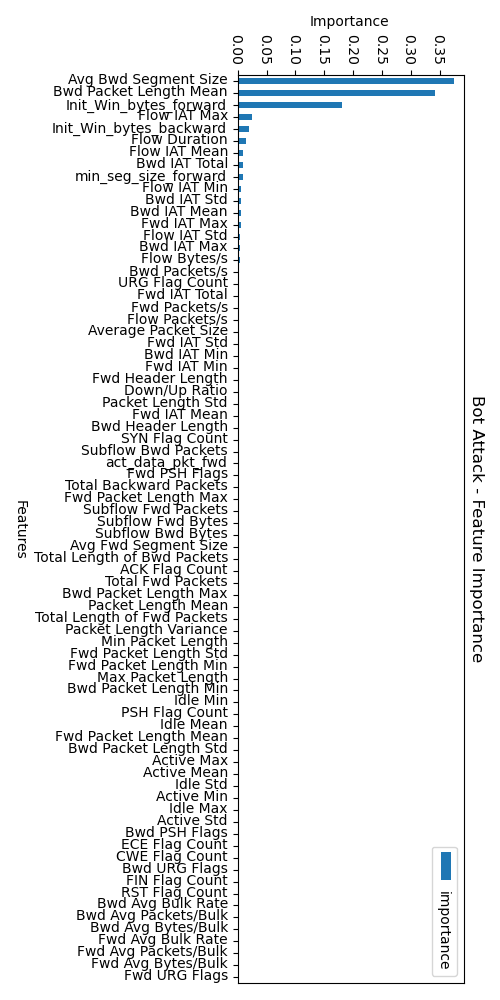 Bot Attack - Feature Importance
Importance
0.00
0.05
0.10
0.15
0.20
0.25
0.30
0.35
Avg Bwd Segment Size
Bwd Packet Length Mean
Init_Win_bytes_forward
Flow IAT Max
Init_Win_bytes_backward
Flow Duration
Flow IAT Mean
Bwd IAT Total
min_seg_size_forward
Flow IAT Min
Bwd IAT Std
Bwd IAT Mean
Fwd IAT Max
Flow IAT Std
Bwd IAT Max
Flow Bytes/s
Bwd Packets/s
URG Flag Count
Fwd IAT Total
Fwd Packets/s
Flow Packets/s
Average Packet Size
Fwd IAT Std
Bwd IAT Min
Fwd IAT Min
Fwd Header Length
Down/Up Ratio
Packet Length Std
Fwd IAT Mean
Bwd Header Length
SYN Flag Count
Subflow Bwd Packets
act_data_pkt_fwd
Fwd PSH Flags
Total Backward Packets
Fwd Packet Length Max
Subflow Fwd Packets
Subflow Fwd Bytes
Subflow Bwd Bytes
Avg Fwd Segment Size
Total Length of Bwd Packets
ACK Flag Count
Total Fwd Packets
Bwd Packet Length Max
Packet Length Mean
Total Length of Fwd Packets
Packet Length Variance
Min Packet Length
Fwd Packet Length Std
Fwd Packet Length Min
Max Packet Length
Bwd Packet Length Min
Idle Min
PSH Flag Count
Idle Mean
Fwd Packet Length Mean
Bwd Packet Length Std
Active Max
Active Mean
Idle Std
Active Min
Idle Max
Active Std
Bwd PSH Flags
ECE Flag Count
CWE Flag Count
Bwd URG Flags
FIN Flag Count
RST Flag Count
Bwd Avg Bulk Rate
Bwd Avg Packets/Bulk
Bwd Avg Bytes/Bulk
Fwd Avg Bulk Rate
Fwd Avg Packets/Bulk
Fwd Avg Bytes/Bulk
Fwd URG Flags
Features
importance